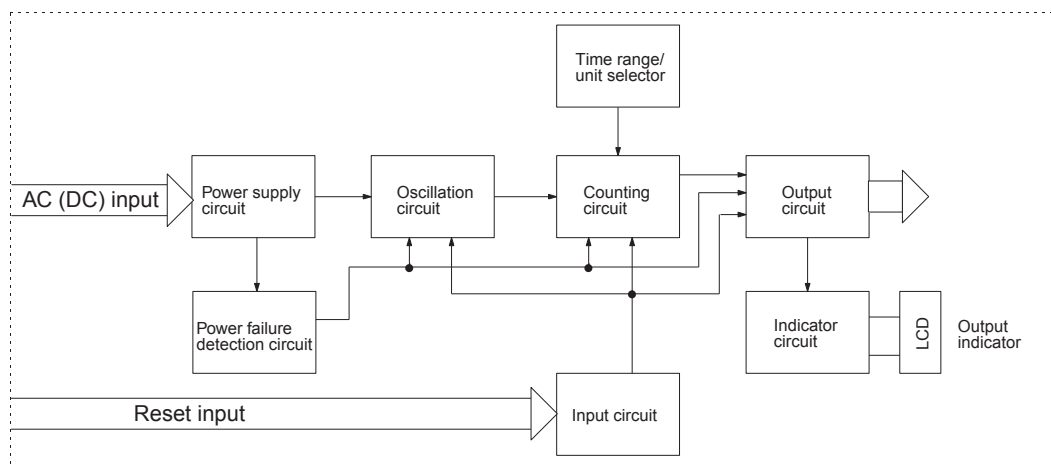 Time range/
unit selector
AC (DC) input
Power supply
circuit
Oscillation
circuit
Counting
circuit
Output
circuit
Power failure
detection circuit
Indicator
circuit
LCD
Output
indicator
Reset input
Input circuit